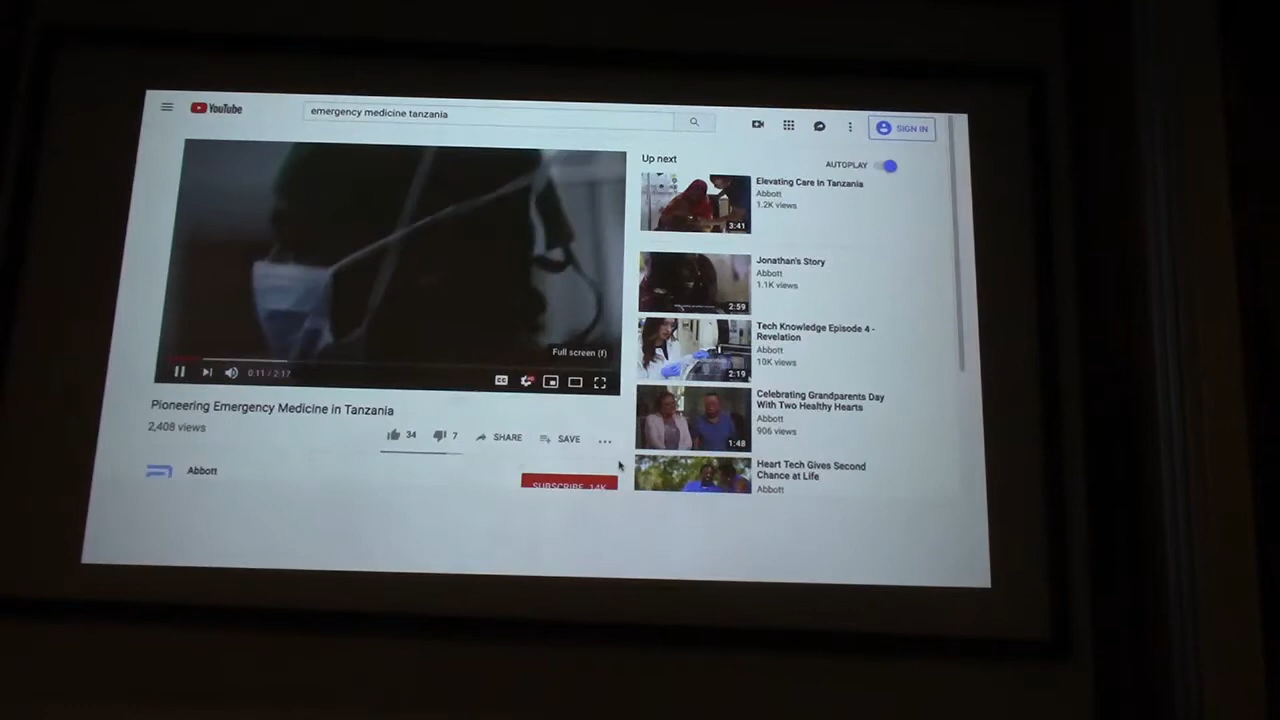 YouTube
emergency medicine tanzania
SIGN IN
Up next
AUTOPLAY
Elevating Care In Tanzania
Abbott
1.2K views
3:41
Jonathan's Story
Abbott
1.1K views
2:59
Tech Knowledge Episode 4 -
Revelation
Abbott
10K views
2:19
Celebrating Grandparents Day
With Two Healthy Hearts
Abbott
906 views
1:48
Heart Tech Gives Second
Chance at Life
Abbott
Full screen (f)
0:11 / 2:17
CC
Pioneering Emergency Medicine in Tanzania
2,408 views
34
7
SHARE
SAVE
Abbott
SUBSCRIBE 14K